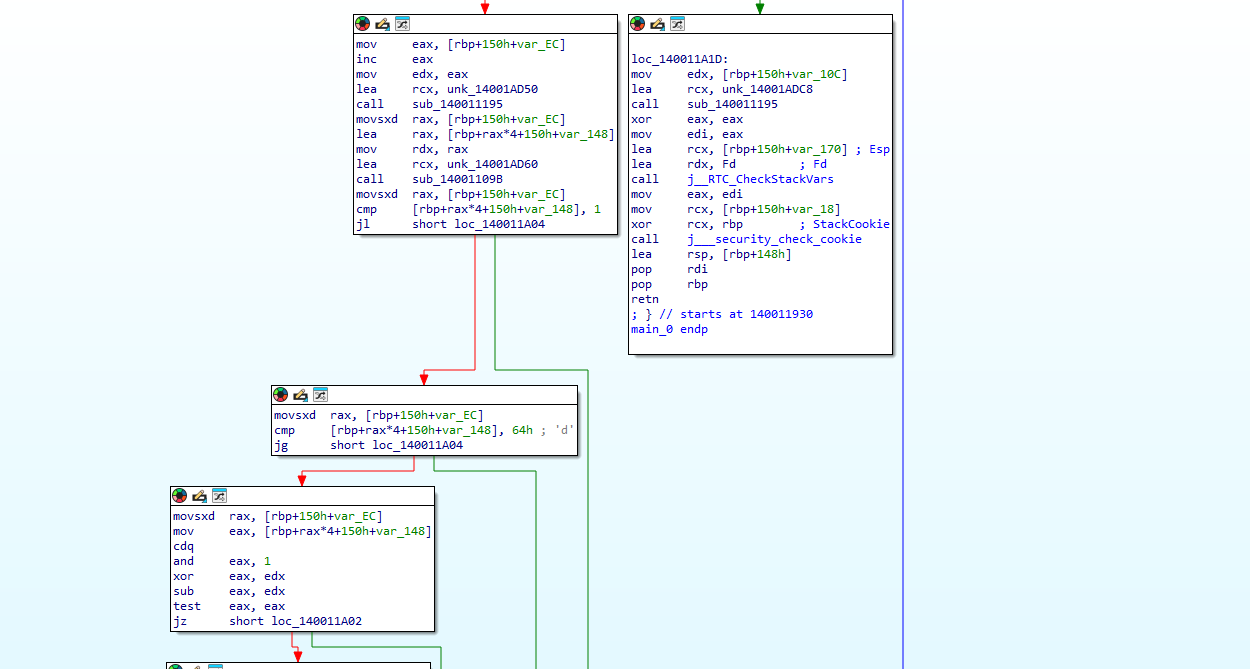 mov eax, [rbp+150h+var_EC]
inc eax
mov edx, eax
lea rcx, unk_14001AD50
call sub_140011195
movsxd rax, [rbp+150h+var_EC]
lea rax, [rbp+rax*4+150h+var_148]
mov rdx, rax
lea rcx, unk_14001AD60
call sub_14001109B
movsxd rax, [rbp+150h+var_EC]
cmp [rbp+rax*4+150h+var_148], 1
jl short loc_140011A04
loc_140011A1D:
mov edx, [rbp+150h+var_10C]
lea rcx, unk_14001ADC8
call sub_140011195
xor eax, eax
mov edi, eax
lea rcx, [rbp+150h+var_170] ; Esp
lea rdx, Fd ; Fd
call j__RTC_CheckStackVars
mov eax, edi
mov rcx, [rbp+150h+var_18]
xor rcx, rbp ; StackCookie
call j___security_check_cookie
lea rsp, [rbp+148h]
pop rdi
pop rbp
retn
; } // starts at 140011930
main_0 endp
movsxd rax, [rbp+150h+var_EC]
cmp [rbp+rax*4+150h+var_148], 64h ; 'd'
jg short loc_140011A04
movsxd rax, [rbp+150h+var_EC]
mov eax, [rbp+rax*4+150h+var_148]
cdq
and eax, 1
xor eax, edx
sub eax, edx
test eax, eax
jz short loc_140011A02